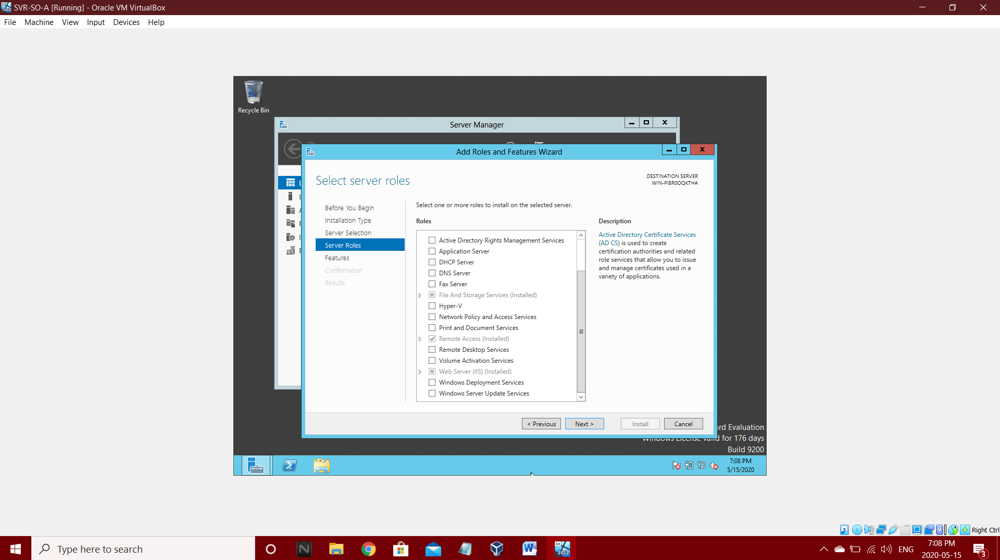 SVR-SO-A [Running] - Oracle VM VirtualBox
File Machine View Input Devices Help
Recycle Bin
Server Manager
Add Roles and Features Wizard
Select server roles
DESTINATION SERVER
WIN-PIBR0OQKTHA
Before You Begin
Installation Type
Server Selection
Server Roles
Features
Confirmation
Results
Select one or more roles to install on the selected server.
Roles
Active Directory Rights Management Services
Application Server
DHCP Server
DNS Server
Fax Server
File And Storage Services (Installed)
Hyper-V
Network Policy and Access Services
Print and Document Services
Remote Access (Installed)
Remote Desktop Services
Volume Activation Services
Web Server (IIS) (Installed)
Windows Deployment Services
Windows Server Update Services
Description
Active Directory Certificate Services
(AD CS) is used to create
certification authorities and related
role services that allow you to issue
and manage certificates used in a
variety of applications.
< Previous
Next >
Install
Cancel
rd Evaluation
Windows License valid for 176 days
Build 9200
7:08 PM
5/15/2020
Right Ctrl
Type here to search
64
2012
ENG
7:08 PM
2020-05-15
3